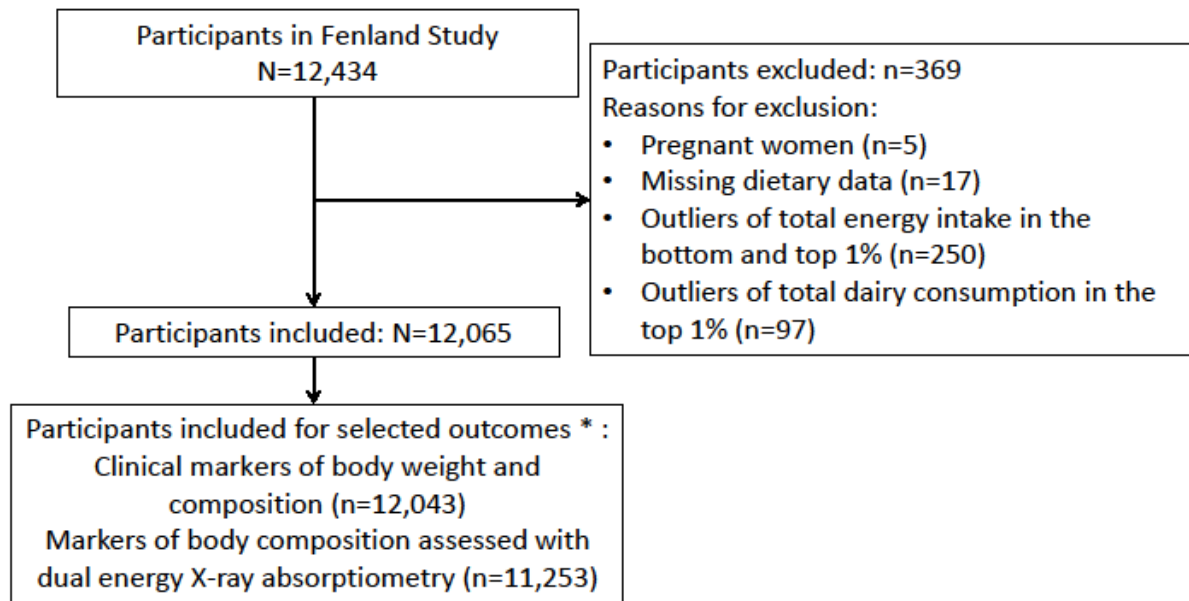 Participants in Fenland Study
N=12,434
Participants excluded: n=369
Reasons for exclusion:
• Pregnant women (n=5)
• Missing dietary data (n=17)
• Outliers of total energy intake in the
bottom and top 1% (n=250)
• Outliers of total dairy consumption in the
top 1% (n=97)
Participants included: N=12,065
Participants included for selected outcomes * :
Clinical markers of body weight and
composition (n=12,043)
Markers of body composition assessed with
dual energy X-ray absorptiometry (n=11,253)